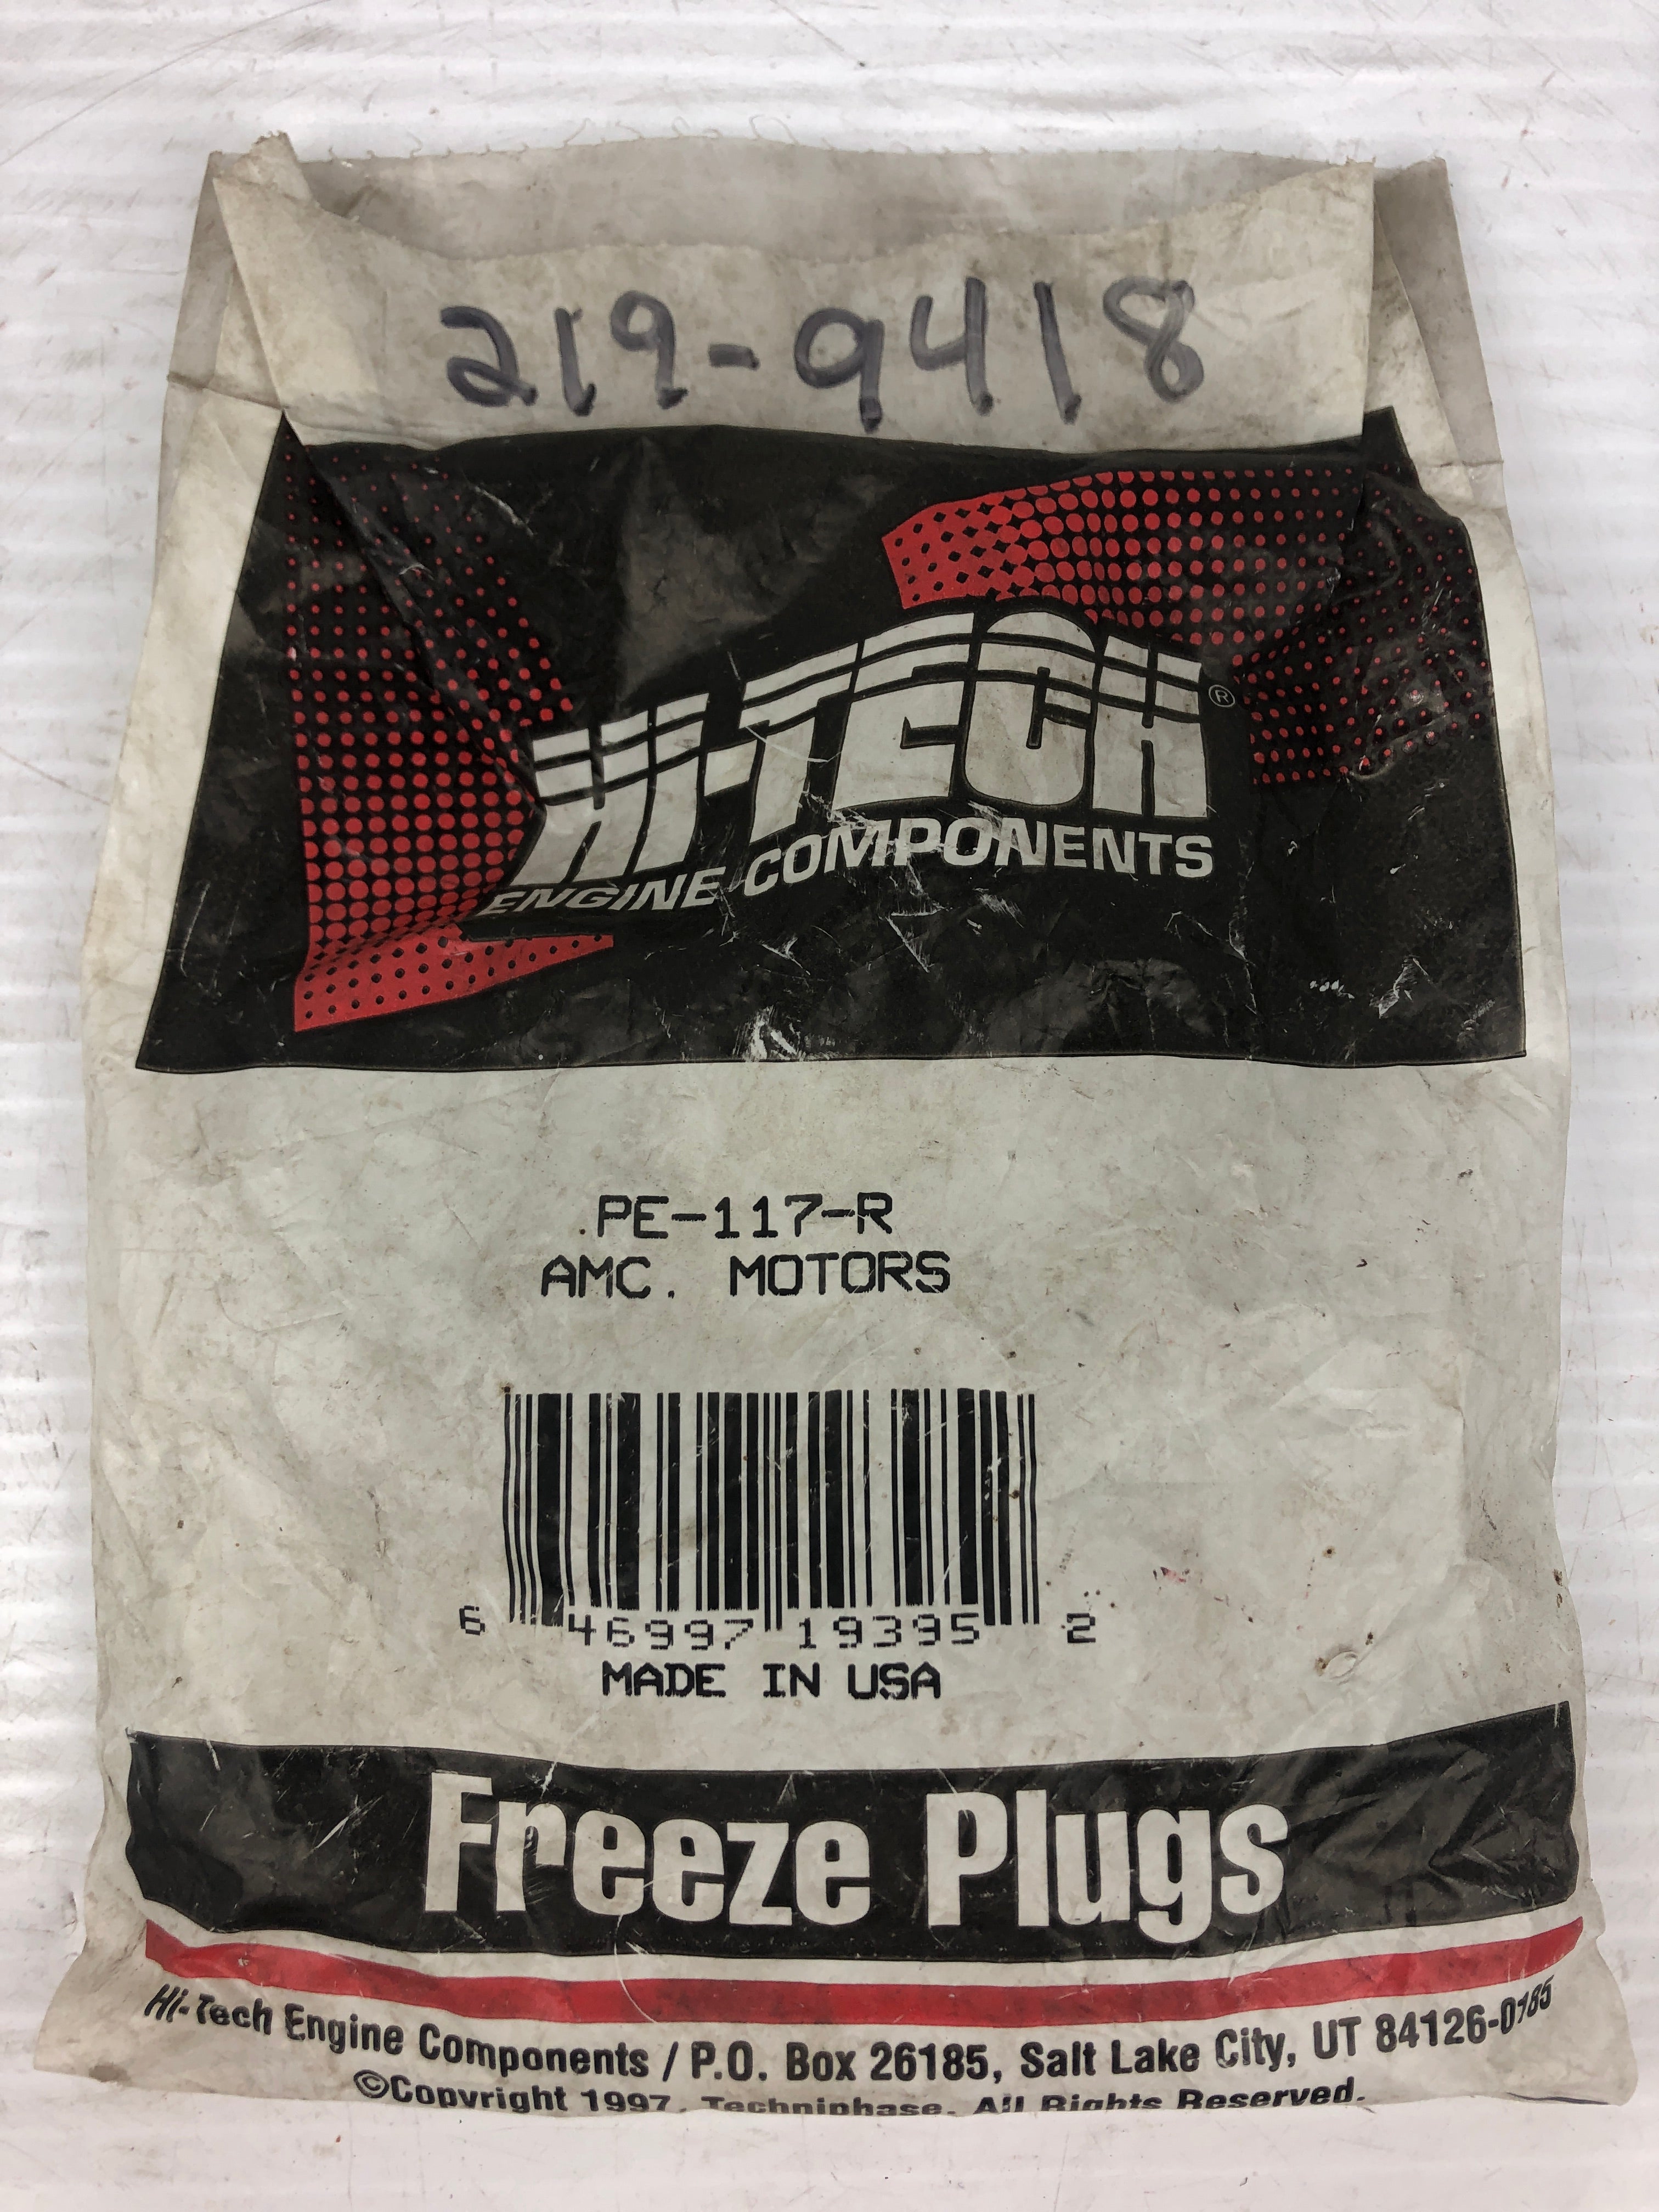 219-9418
HI-TECH®
ENGINE COMPONENTS
PE-117-R
AMC. MOTORS
6 46997 19395 2
MADE IN USA
Freeze Plugs
Hi-Tech Engine Components / P.O. Box 26185, Salt Lake City, UT 84126-0185
©Copyright 1997, Techniphase. All Rights Reserved.